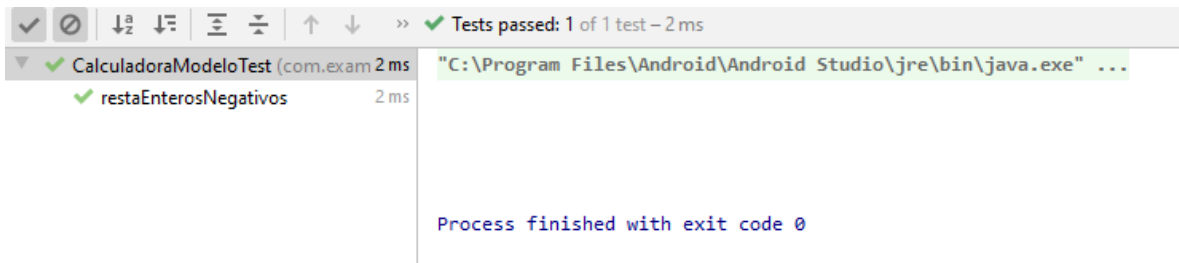 Tests passed: 1 of 1 test – 2 ms
CalculadoraModeloTest (com.exam 2 ms
restaEnterosNegativos 2 ms
"C:\Program Files\Android\Android Studio\jre\bin\java.exe" ...
Process finished with exit code 0